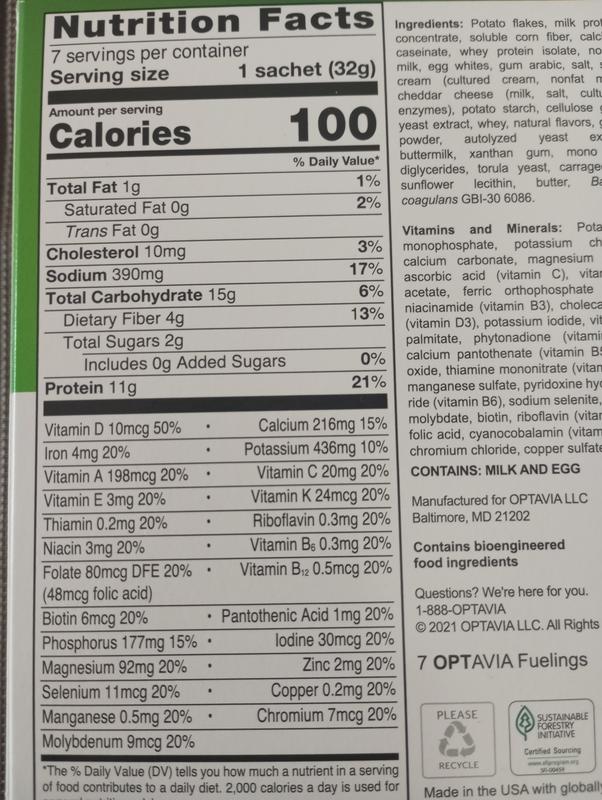 Nutrition Facts
7 servings per container
Serving size 1 sachet (32g)
Amount per serving
Calories 100
% Daily Value*
Total Fat 1g 1%
Saturated Fat 0g 2%
Trans Fat 0g
Cholesterol 10mg 3%
Sodium 390mg 17%
Total Carbohydrate 15g 6%
Dietary Fiber 4g 13%
Total Sugars 2g
Includes 0g Added Sugars 0%
Protein 11g 21%
Vitamin D 10mcg 50% • Calcium 216mg 15%
Iron 4mg 20% • Potassium 436mg 10%
Vitamin A 198mcg 20% • Vitamin C 20mg 20%
Vitamin E 3mg 20% • Vitamin K 24mcg 20%
Thiamin 0.2mg 20% • Riboflavin 0.3mg 20%
Niacin 3mg 20% • Vitamin B6 0.3mg 20%
Folate 80mcg DFE 20% • Vitamin B12 0.5mcg 20%
(48mcg folic acid)
Biotin 6mcg 20% • Pantothenic Acid 1mg 20%
Phosphorus 177mg 15% • Iodine 30mcg 20%
Magnesium 92mg 20% • Zinc 2mg 20%
Selenium 11mcg 20% • Copper 0.2mg 20%
Manganese 0.5mg 20% • Chromium 7mcg 20%
Molybdenum 9mcg 20%
*The % Daily Value (DV) tells you how much a nutrient in a serving
of food contributes to a daily diet. 2,000 calories a day is used for
Ingredients: Potato flakes, milk
concentrate, soluble corn fiber,
caseinate, whey protein isolate,
milk, egg whites, gum arabic, salt,
cream (cultured cream, nonfat
cheddar cheese (milk, salt,
enzymes), potato starch, cellulose
yeast extract, whey, natural flavors,
powder, autolyzed yeast
buttermilk, xanthan gum, mono
diglycerides, torula yeast,
sunflower lecithin, butter,
coagulans GBI-30 6086.
Vitamins and Minerals:
monophosphate, potassium
calcium carbonate, magnesium
ascorbic acid (vitamin C),
acetate, ferric orthophosphate
niacinamide (vitamin B3),
(vitamin D3), potassium iodide,
palmitate, phytonadione
calcium pantothenate (vitamin
oxide, thiamine mononitrate
manganese sulfate, pyridoxine
ride (vitamin B6), sodium selenite,
molybdate, biotin, riboflavin
folic acid, cyanocobalamin
chromium chloride, copper sulfate
CONTAINS: MILK AND EGG
Manufactured for OPTAVIA LLC
Baltimore, MD 21202
Contains bioengineered
food ingredients
Questions? We're here for you.
1-888-OPTAVIA
© 2021 OPTAVIA LLC. All Rights
7 OPTAVIA Fuelings
PLEASE
RECYCLE
SUSTAINABLE
FORESTRY
INITIATIVE
Certified Sourcing
www.sfiprogram.org
SFI-00459
Made in the USA with globally